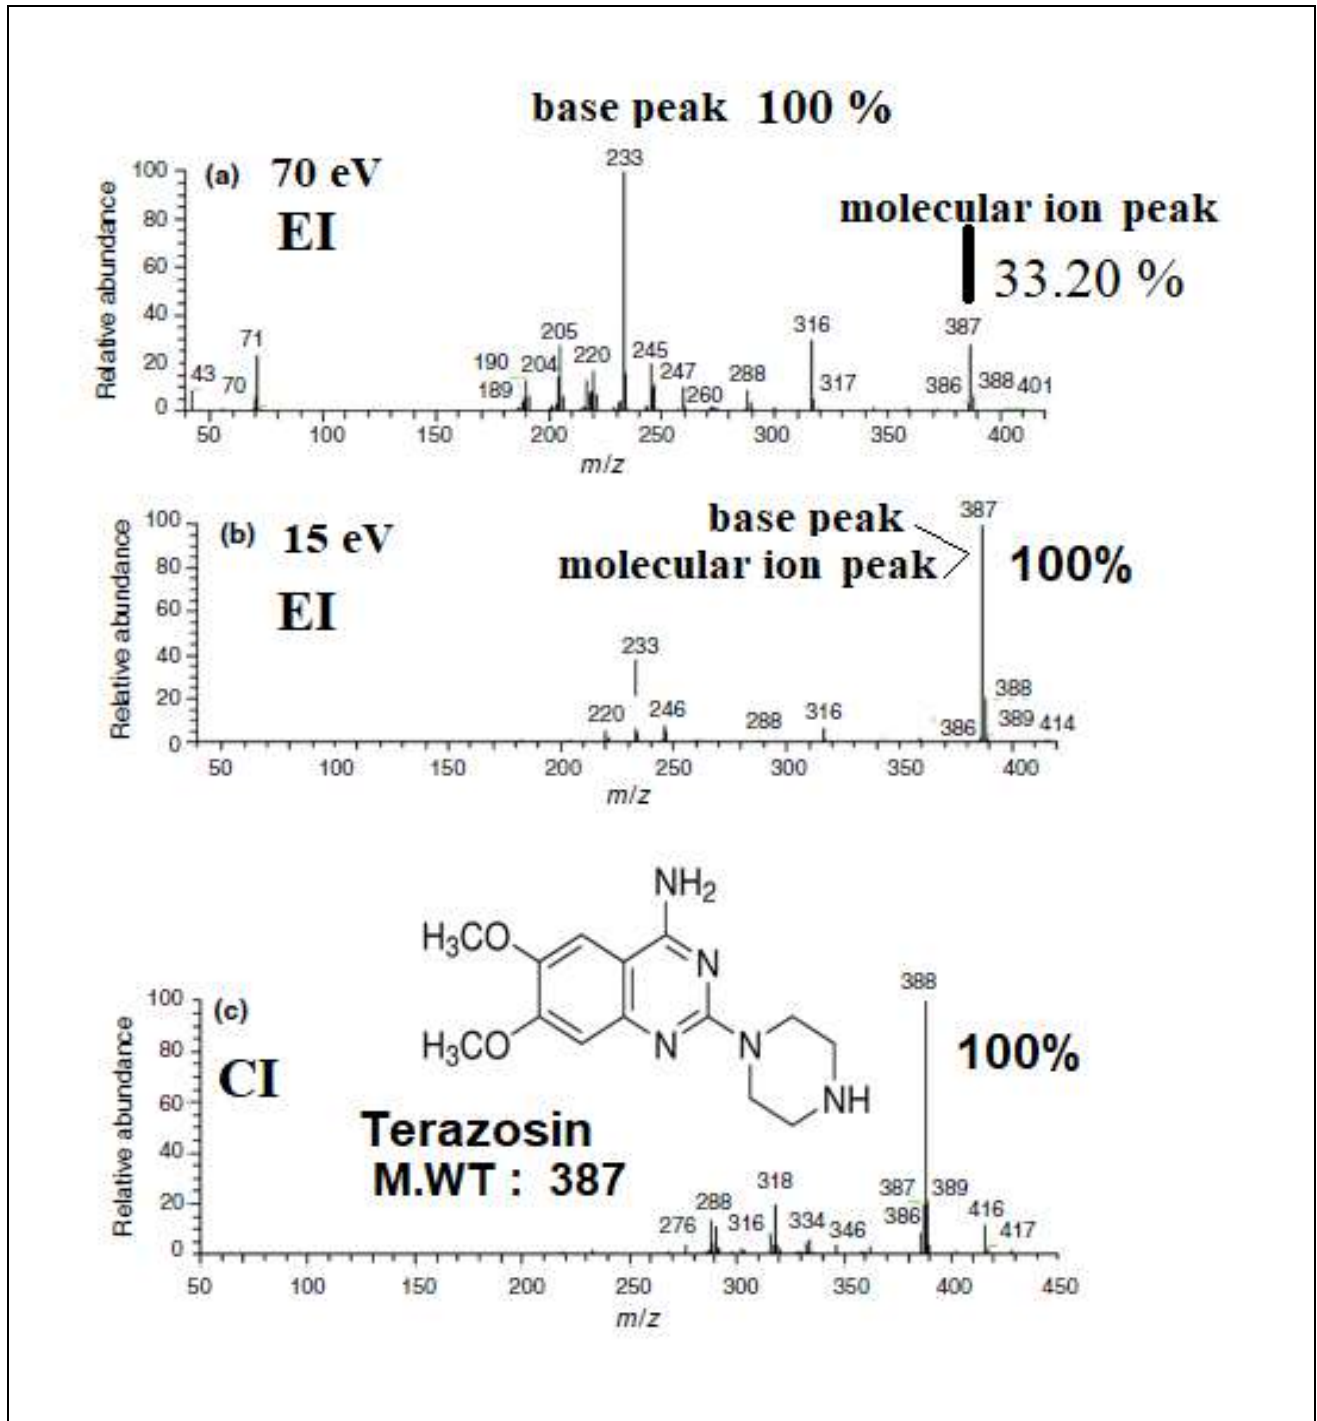 base peak 100 %
(a) 70 eV
EI
molecular ion peak
33.20 %
Relative abundance
100
80
60
40
20
0
43
70
71
189
190
204
205
220
233
245
247
260
288
316
317
386
387
388
401
50 100 150 200 250 300 350 400
m/z
(b) 15 eV
EI
base peak
molecular ion peak
100%
Relative abundance
100
80
60
40
20
0
220
233
246
288
316
386
387
388
389
414
50 100 150 200 250 300 350 400
m/z
NH2
H3CO
N
H3CO
N
N
NH
(c)
CI
Terazosin
M.WT : 387
100%
Relative abundance
100
80
60
40
20
0
276
288
316
318
334
346
386
387
388
389
416
417
50 100 150 200 250 300 350 400 450
m/z